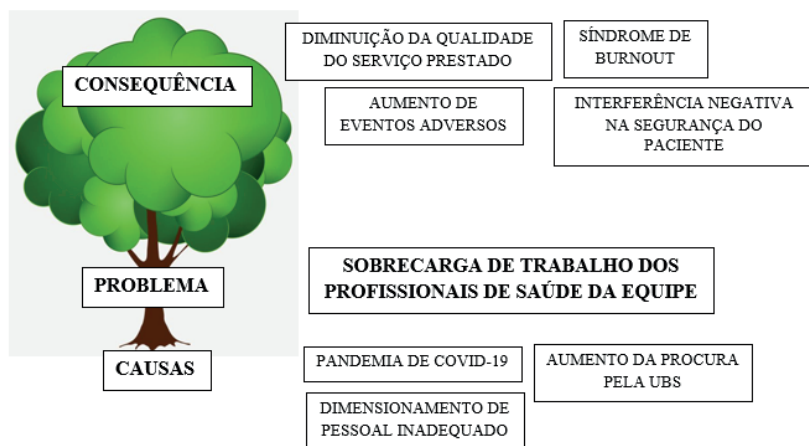 CONSEQUÊNCIA
DIMINUIÇÃO DA QUALIDADE
DO SERVIÇO PRESTADO
SÍNDROME DE
BURNOUT
AUMENTO DE
EVENTOS ADVERSOS
INTERFERÊNCIA NEGATIVA
NA SEGURANÇA DO
PACIENTE
PROBLEMA
SOBRECARGA DE TRABALHO DOS
PROFISSIONAIS DE SAÚDE DA EQUIPE
CAUSAS
PANDEMIA DE COVID-19
AUMENTO DA PROCURA
PELA UBS
DIMENSIONAMENTO DE
PESSOAL INADEQUADO